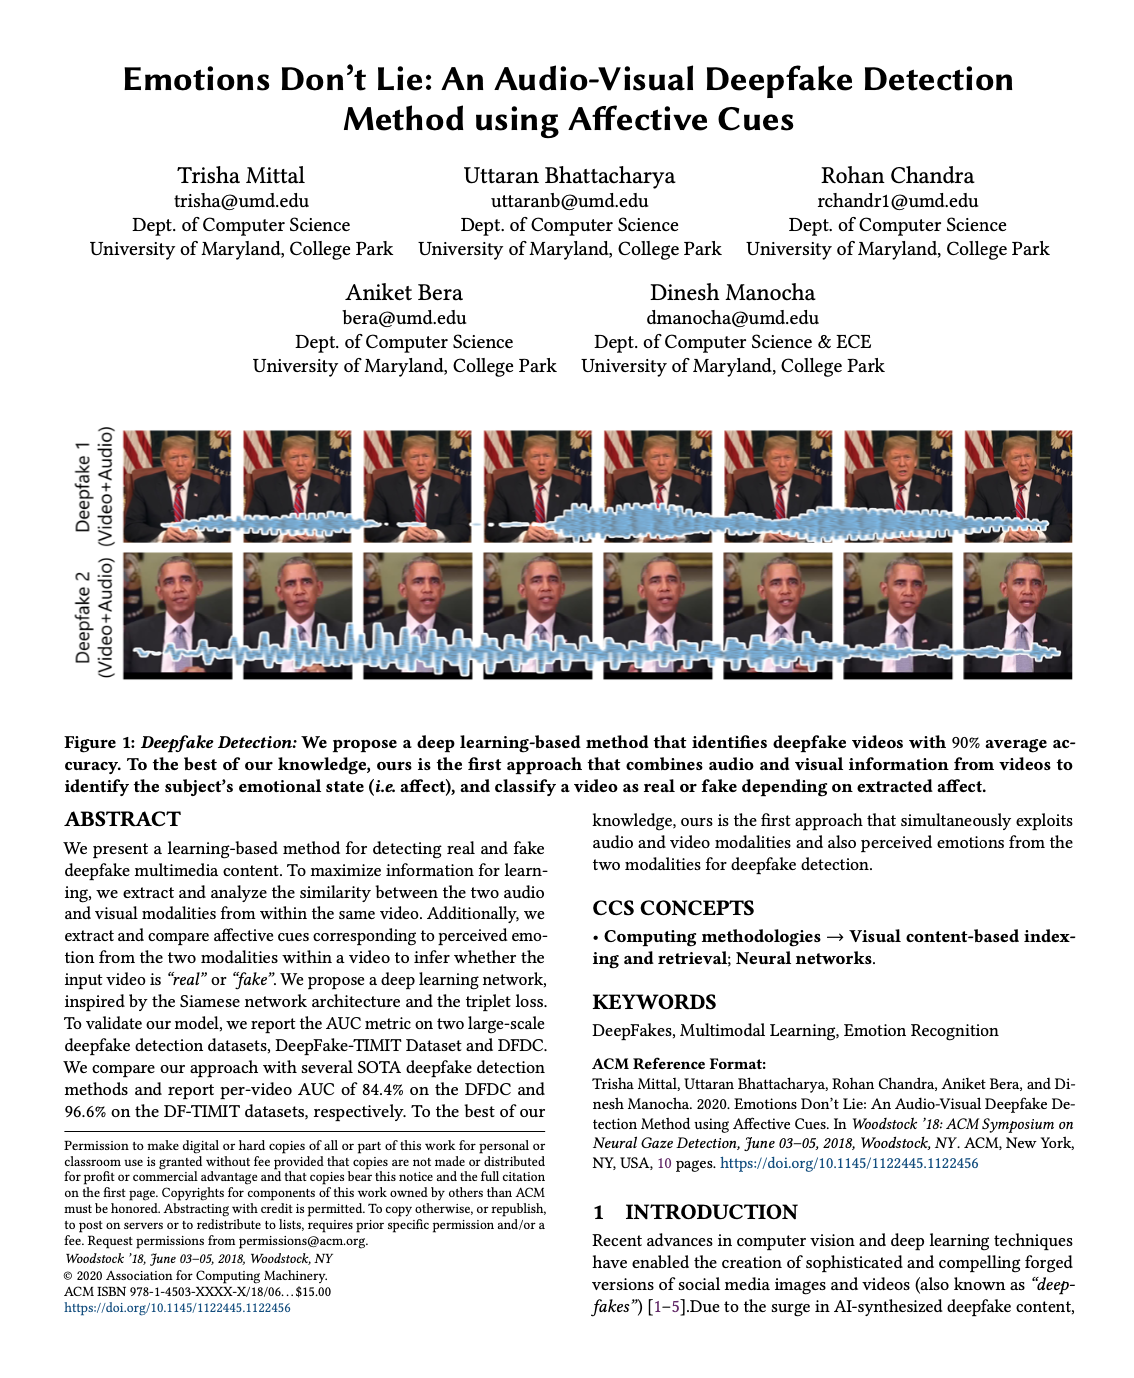 Emotions Don't Lie: An Audio-Visual Deepfake Detection
Method using Affective Cues
Trisha Mittal
trisha@umd.edu
Dept. of Computer Science
University of Maryland, College Park
Uttaran Bhattacharya
uttaranb@umd.edu
Dept. of Computer Science
University of Maryland, College Park
Rohan Chandra
rchandr1@umd.edu
Dept. of Computer Science
University of Maryland, College Park
Aniket Bera
bera@umd.edu
Dept. of Computer Science
University of Maryland, College Park
Dinesh Manocha
dmanocha@umd.edu
Dept. of Computer Science & ECE
University of Maryland, College Park
Deepfake 1
(Video+Audio)
Deepfake 2
(Video+Audio)
Figure 1: Deepfake Detection: We propose a deep learning-based method that identifies deepfake videos with 90% average ac-
curacy. To the best of our knowledge, ours is the first approach that combines audio and visual information from videos to
identify the subject's emotional state (i.e. affect), and classify a video as real or fake depending on extracted affect.
ABSTRACT
We present a learning-based method for detecting real and fake
deepfake multimedia content. To maximize information for learn-
ing, we extract and analyze the similarity between the two audio
and visual modalities from within the same video. Additionally, we
extract and compare affective cues corresponding to perceived emo-
tion from the two modalities within a video to infer whether the
input video is "real" or "fake". We propose a deep learning network,
inspired by the Siamese network architecture and the triplet loss.
To validate our model, we report the AUC metric on two large-scale
deepfake detection datasets, DeepFake-TIMIT Dataset and DFDC.
We compare our approach with several SOTA deepfake detection
methods and report per-video AUC of 84.4% on the DFDC and
96.6% on the DF-TIMIT datasets, respectively. To the best of our
Permission to make digital or hard copies of all or part of this work for personal or
classroom use is granted without fee provided that copies are not made or distributed
for profit or commercial advantage and that copies bear this notice and the full citation
on the first page. Copyrights for components of this work owned by others than ACM
must be honored. Abstracting with credit is permitted. To copy otherwise, or republish,
to post on servers or to redistribute to lists, requires prior specific permission and/or a
fee. Request permissions from permissions@acm.org.
Woodstock '18, June 03–05, 2018, Woodstock, NY
© 2020 Association for Computing Machinery.
ACM ISBN 978-1-4503-XXXX-X/18/06...$15.00
https://doi.org/10.1145/1122445.1122456
knowledge, ours is the first approach that simultaneously exploits
audio and video modalities and also perceived emotions from the
two modalities for deepfake detection.
CCS CONCEPTS
• Computing methodologies → Visual content-based index-
ing and retrieval; Neural networks.
KEYWORDS
DeepFakes, Multimodal Learning, Emotion Recognition
ACM Reference Format:
Trisha Mittal, Uttaran Bhattacharya, Rohan Chandra, Aniket Bera, and Di-
nesh Manocha. 2020. Emotions Don't Lie: An Audio-Visual Deepfake De-
tection Method using Affective Cues. In Woodstock '18: ACM Symposium on
Neural Gaze Detection, June 03–05, 2018, Woodstock, NY. ACM, New York,
NY, USA, 10 pages. https://doi.org/10.1145/1122445.1122456
1 INTRODUCTION
Recent advances in computer vision and deep learning techniques
have enabled the creation of sophisticated and compelling forged
versions of social media images and videos (also known as "deep-
fakes") [1–5].Due to the surge in AI-synthesized deepfake content,